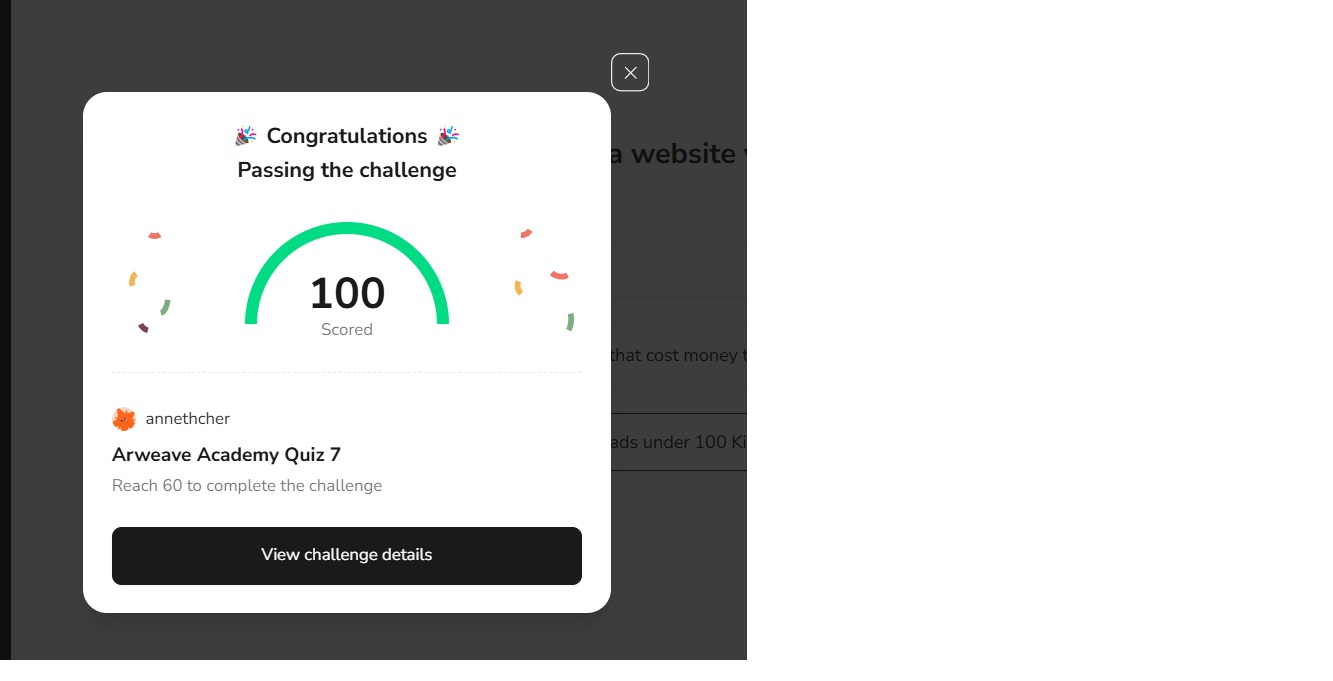 Congratulations
Passing the challenge
100
Scored
annethcher
Arweave Academy Quiz 7
Reach 60 to complete the challenge
View challenge details
a website
that cost money
ads under 100